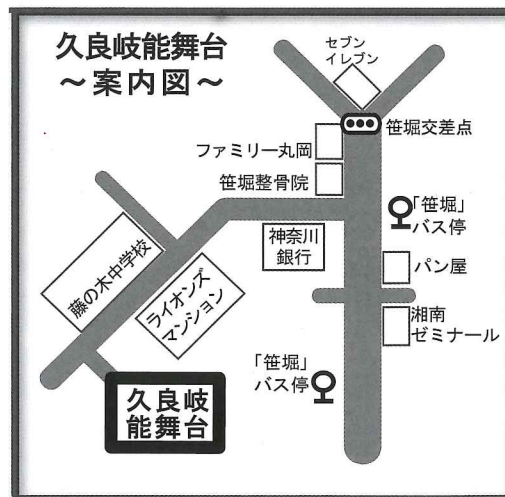 久良岐能舞台
～案内図～
セブン
イレブン
笹堀交差点
ファミリー丸岡
笹堀整骨院
「笹堀」
バス停
神奈川
銀行
パン屋
藤の木中学校
ライオンズ
マンション
湘南
ゼミナール
「笹堀」
バス停
久良岐
能舞台